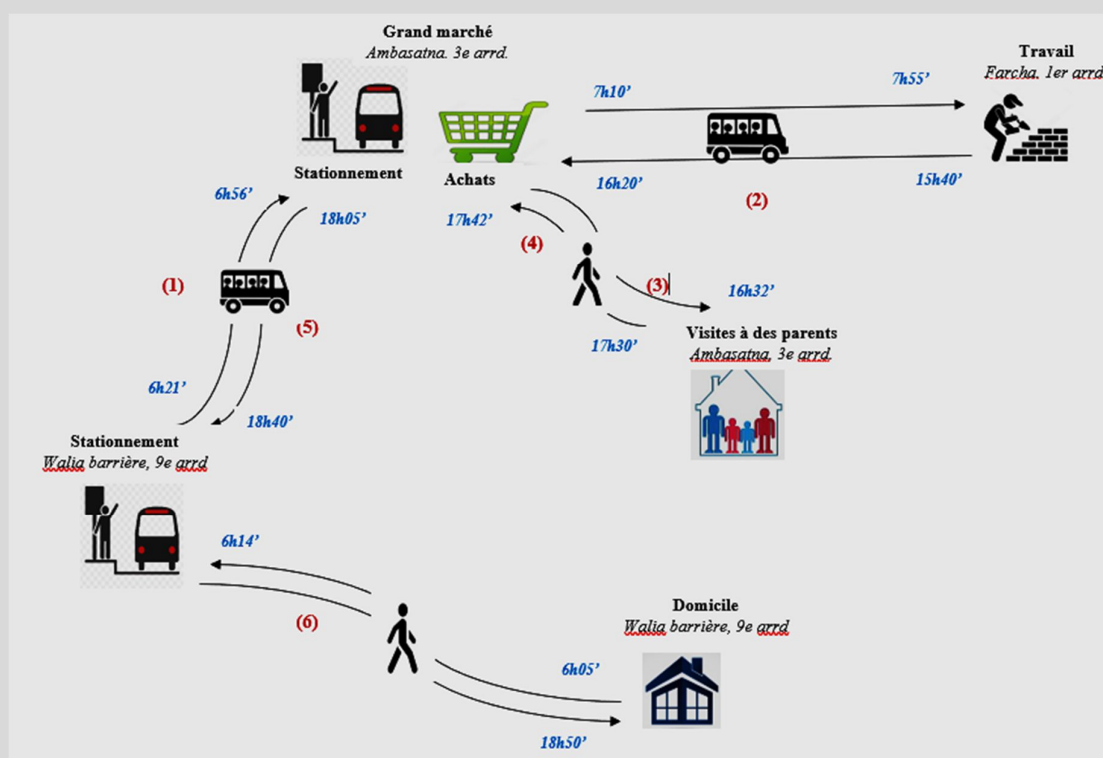 Grand marché
Ambasatna. 3e arrd.
Travail
Farcha. 1er arrd
7h10’
7h55’
Stationnement
Achats
6h56’
18h05’
17h42’
16h20’
15h40’
(2)
(4)
(1)
(3)
16h32’
(5)
17h30’
Visites à des parents
Ambasatna, 3e arrd.
6h21’
18h40’
Stationnement
Walia barrière, 9e arrd
6h14’
(6)
Domicile
Walia barrière, 9e arrd
6h05’
18h50’